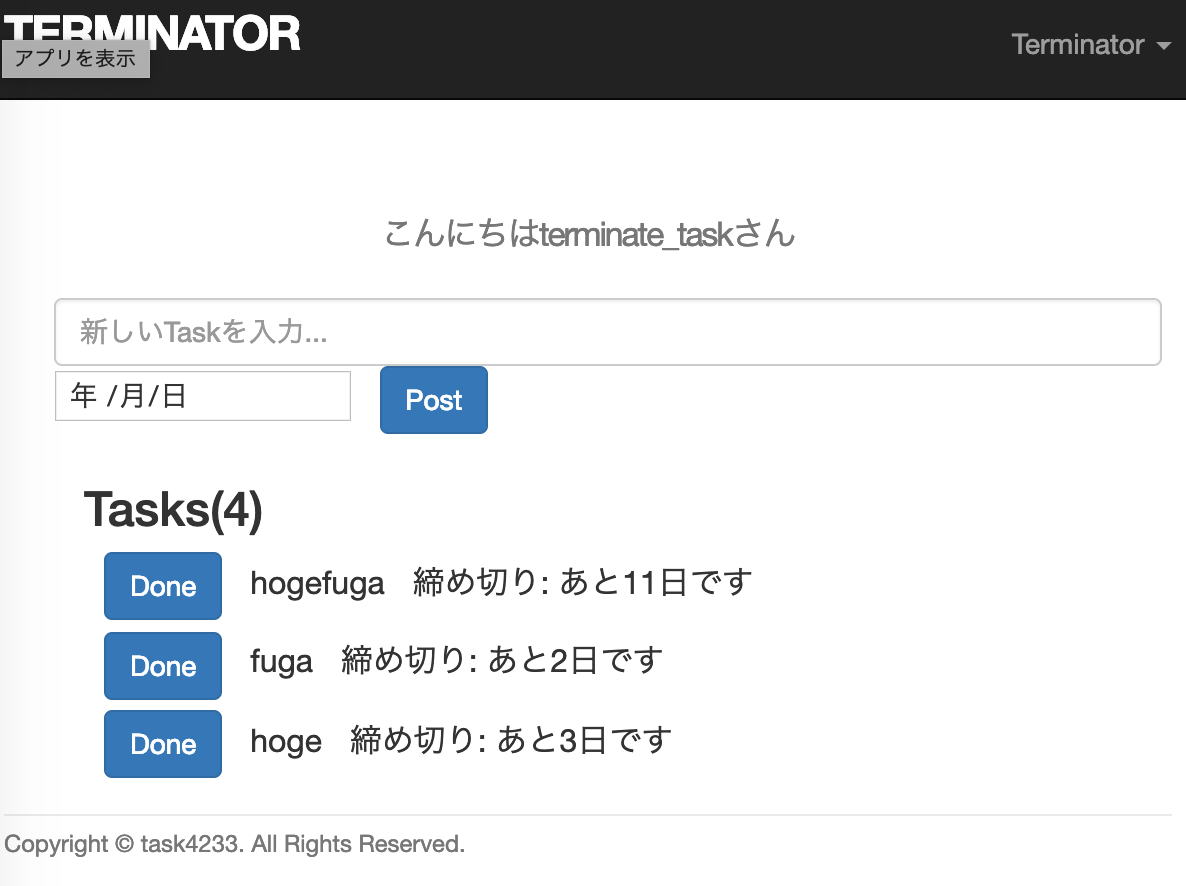 TERMINATOR
アプリを表示
Terminator
こんにちはterminate_taskさん
新しいTaskを入力...
年 /月/日
Post
Tasks(4)
Done hogefuga 締め切り: あと11日です
Done fuga 締め切り: あと2日です
Done hoge 締め切り: あと3日です
Copyright © task4233. All Rights Reserved.